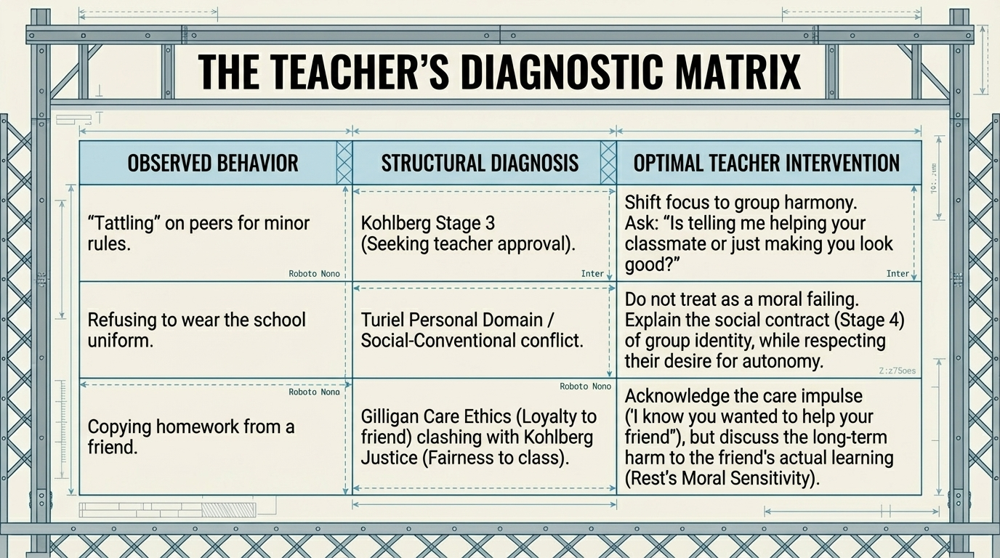 THE TEACHER’S DIAGNOSTIC MATRIX
OBSERVED BEHAVIOR
STRUCTURAL DIAGNOSIS
OPTIMAL TEACHER INTERVENTION
“Tattling” on peers for minor
rules.
Roboto Nono
Kohlberg Stage 3
(Seeking teacher approval).
Inter
Shift focus to group harmony.
Ask: “Is telling me helping your
classmate or just making you look
good?”
Inter
Refusing to wear the school
uniform.
Turiel Personal Domain /
Social-Conventional conflict.
Do not treat as a moral failing.
Explain the social contract (Stage 4)
of group identity, while respecting
their desire for autonomy.
Z:z75oes
Roboto Nona
Copying homework from a
friend.
Roboto Nono
Gilligan Care Ethics (Loyalty to
friend) clashing with Kohlberg
Justice (Fairness to class).
Acknowledge the care impulse
(‘I know you wanted to help your
friend”), but discuss the long-term
harm to the friend's actual learning
(Rest’s Moral Sensitivity).